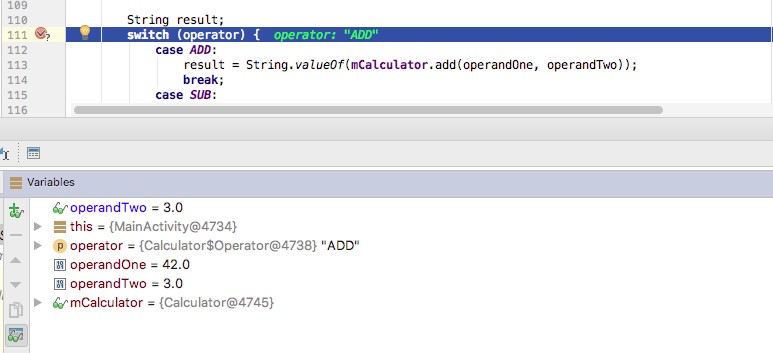 109
110 String result;
111 switch (operator) { operator: "ADD"
112 case ADD:
113 result = String.valueOf(mCalculator.add(operandOne, operandTwo));
114 break;
115 case SUB:
116
Variables
operandTwo = 3.0
this = {MainActivity@4734}
operator = {Calculator$Operator@4738} "ADD"
operandOne = 42.0
operandTwo = 3.0
mCalculator = {Calculator@4745}